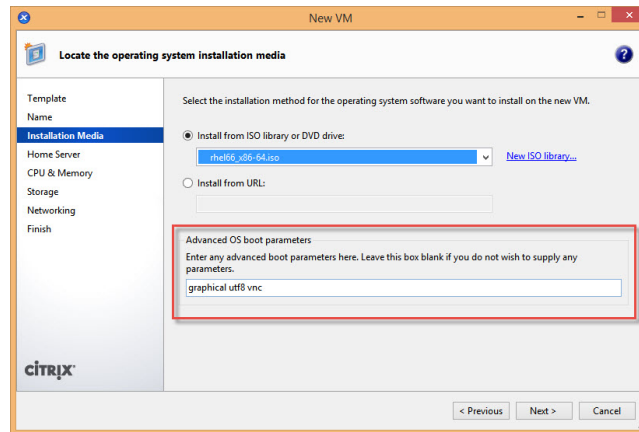 New VM
Locate the operating system installation media
Template
Name
Installation Media
Home Server
CPU & Memory
Storage
Networking
Finish
CİTRIX
Select the installation method for the operating system software you want to install on the new VM.
Install from ISO library or DVD drive:
rhel66_x86-64.iso
New ISO library...
Install from URL:
Advanced OS boot parameters
Enter any advanced boot parameters here. Leave this box blank if you do not wish to supply any
parameters.
graphical utf8 vnc
< Previous
Next >
Cancel